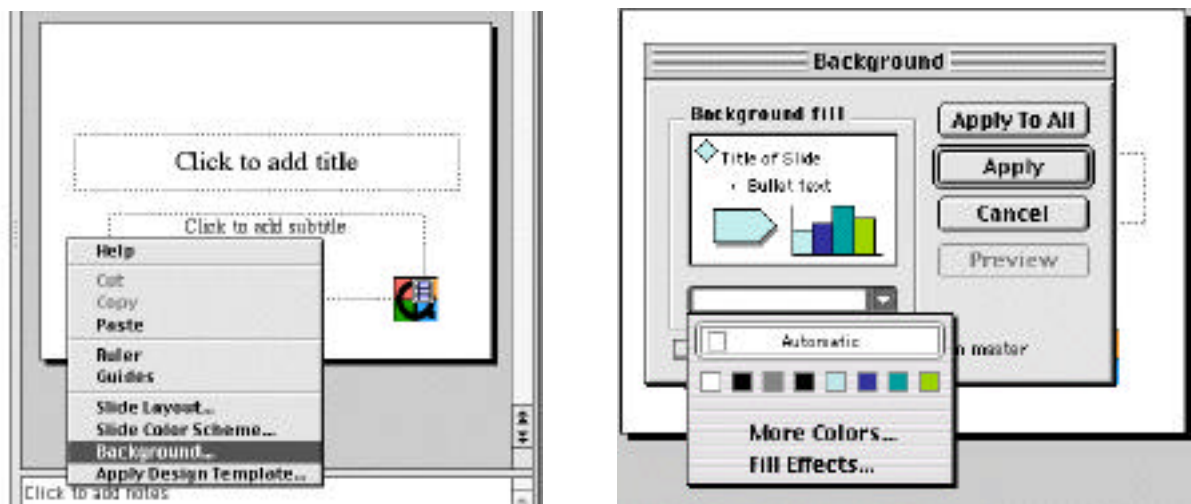 Click to add title
Click to add subtitle
Help
Cut
Copy
Paste
Ruler
Guides
Slide Layout...
Slide Color Scheme...
Background...
Apply Design Template...
Click to add notes
Background
Background fill
Title of Slide
• Bullet text
Apply To All
Apply
Cancel
Preview
Automatic
master
More Colors...
Fill Effects...